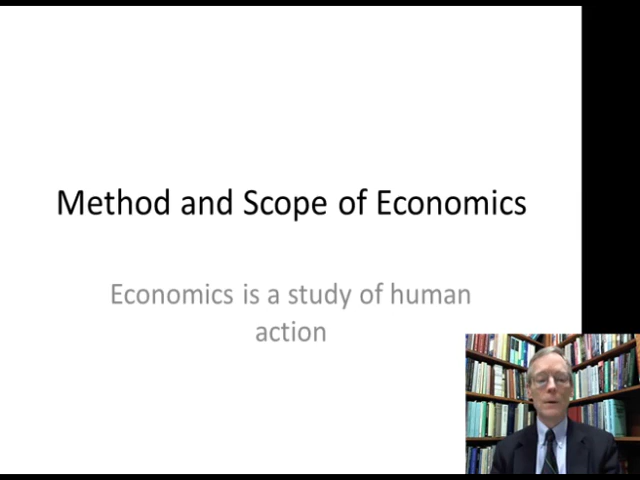 Method and Scope of Economics
Economics is a study of human
action